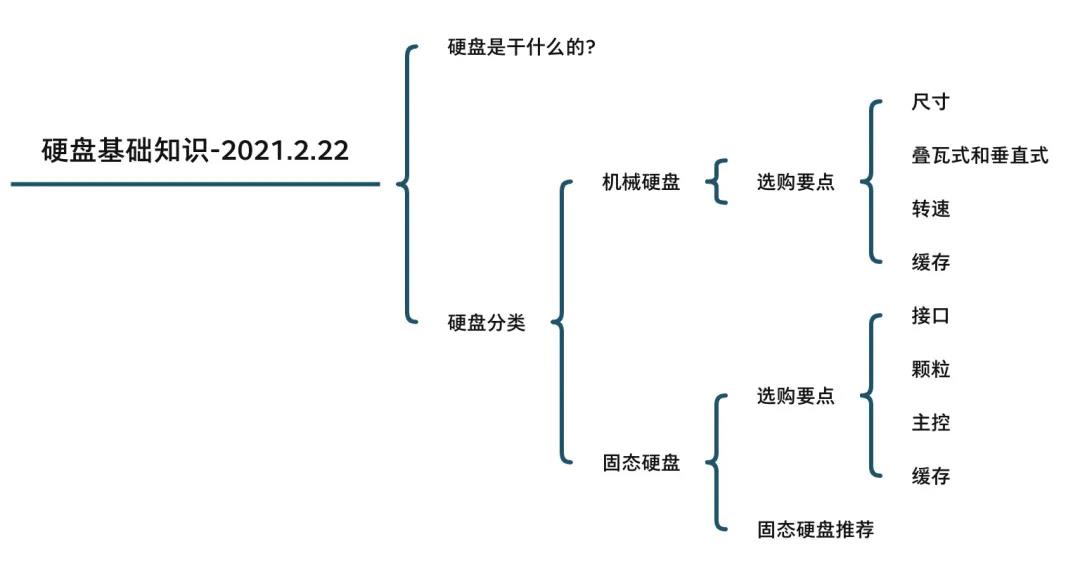 硬盘基础知识-2021.2.22
硬盘是干什么的?
硬盘分类
机械硬盘
选购要点
尺寸
叠瓦式和垂直式
转速
缓存
固态硬盘
选购要点
接口
颗粒
主控
缓存
固态硬盘推荐